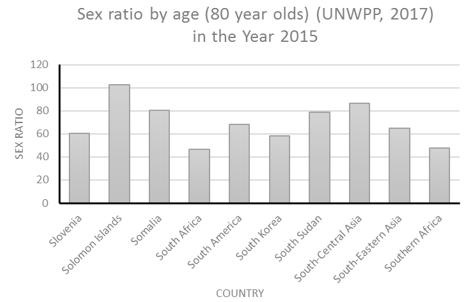 Sex ratio by age (80 year olds) (UNWPP, 2017)
in the Year 2015
120
100
80
60
40
20
0
SEX RATIO
Slovenia
Solomon Islands
Somalia
South Africa
South America
South Korea
South Sudan
South-Central Asia
South-Eastern Asia
Southern Africa
COUNTRY